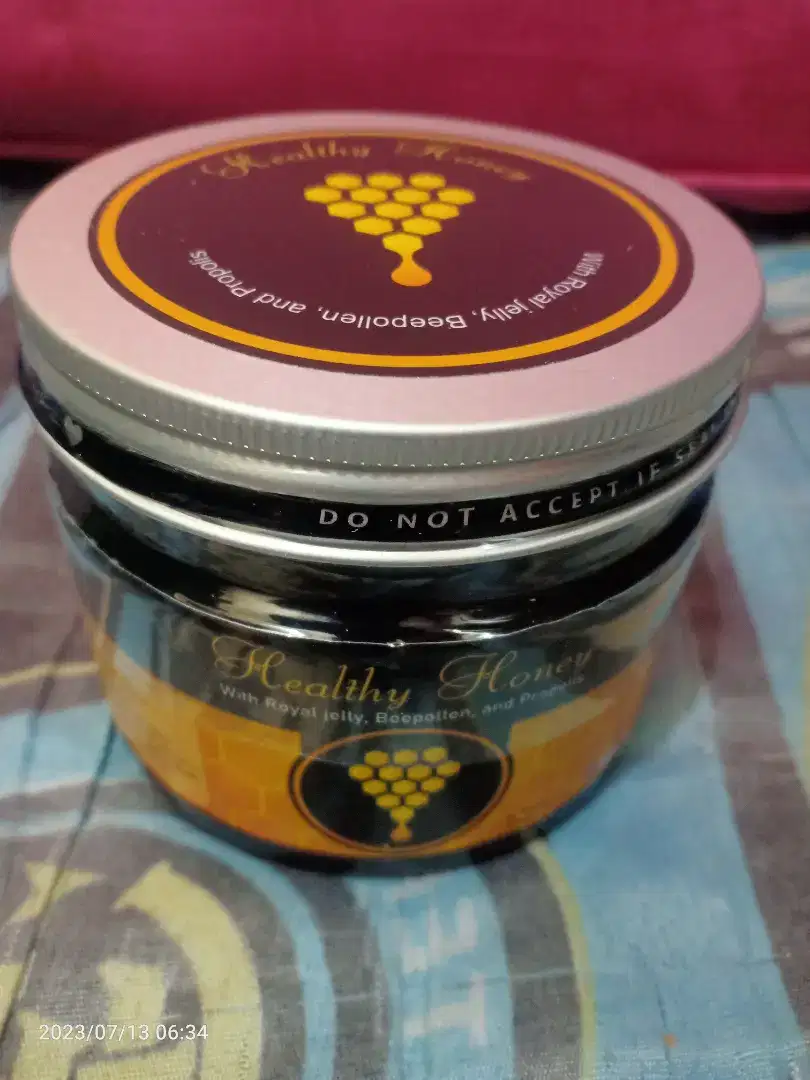 Healthy Honey
With Royal jelly, Beepollen, and Propolis
DO NOT ACCEPT IF
Healthy Honey
With Royal jelly, Beepollen, and Propolis
2023/07/13 06:34